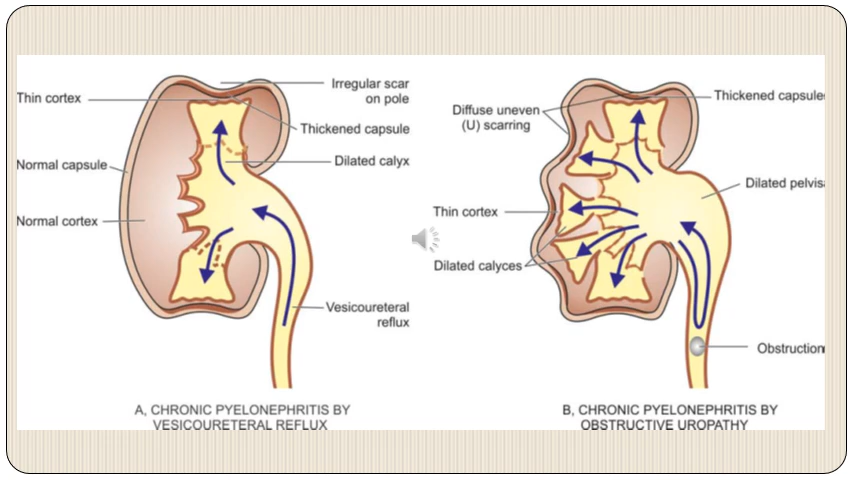 Irregular scar
on pole
Thin cortex
Thickened capsule
Normal capsule
Dilated calyx
Normal cortex
Vesicoureteral
reflux
A, CHRONIC PYELONEPHRITIS BY
VESICOURETERAL REFLUX
Thickened capsule
Diffuse uneven
(U) scarring
Dilated pelvis
Thin cortex
Dilated calyces
Obstruction
B, CHRONIC PYELONEPHRITIS BY
OBSTRUCTIVE UROPATHY